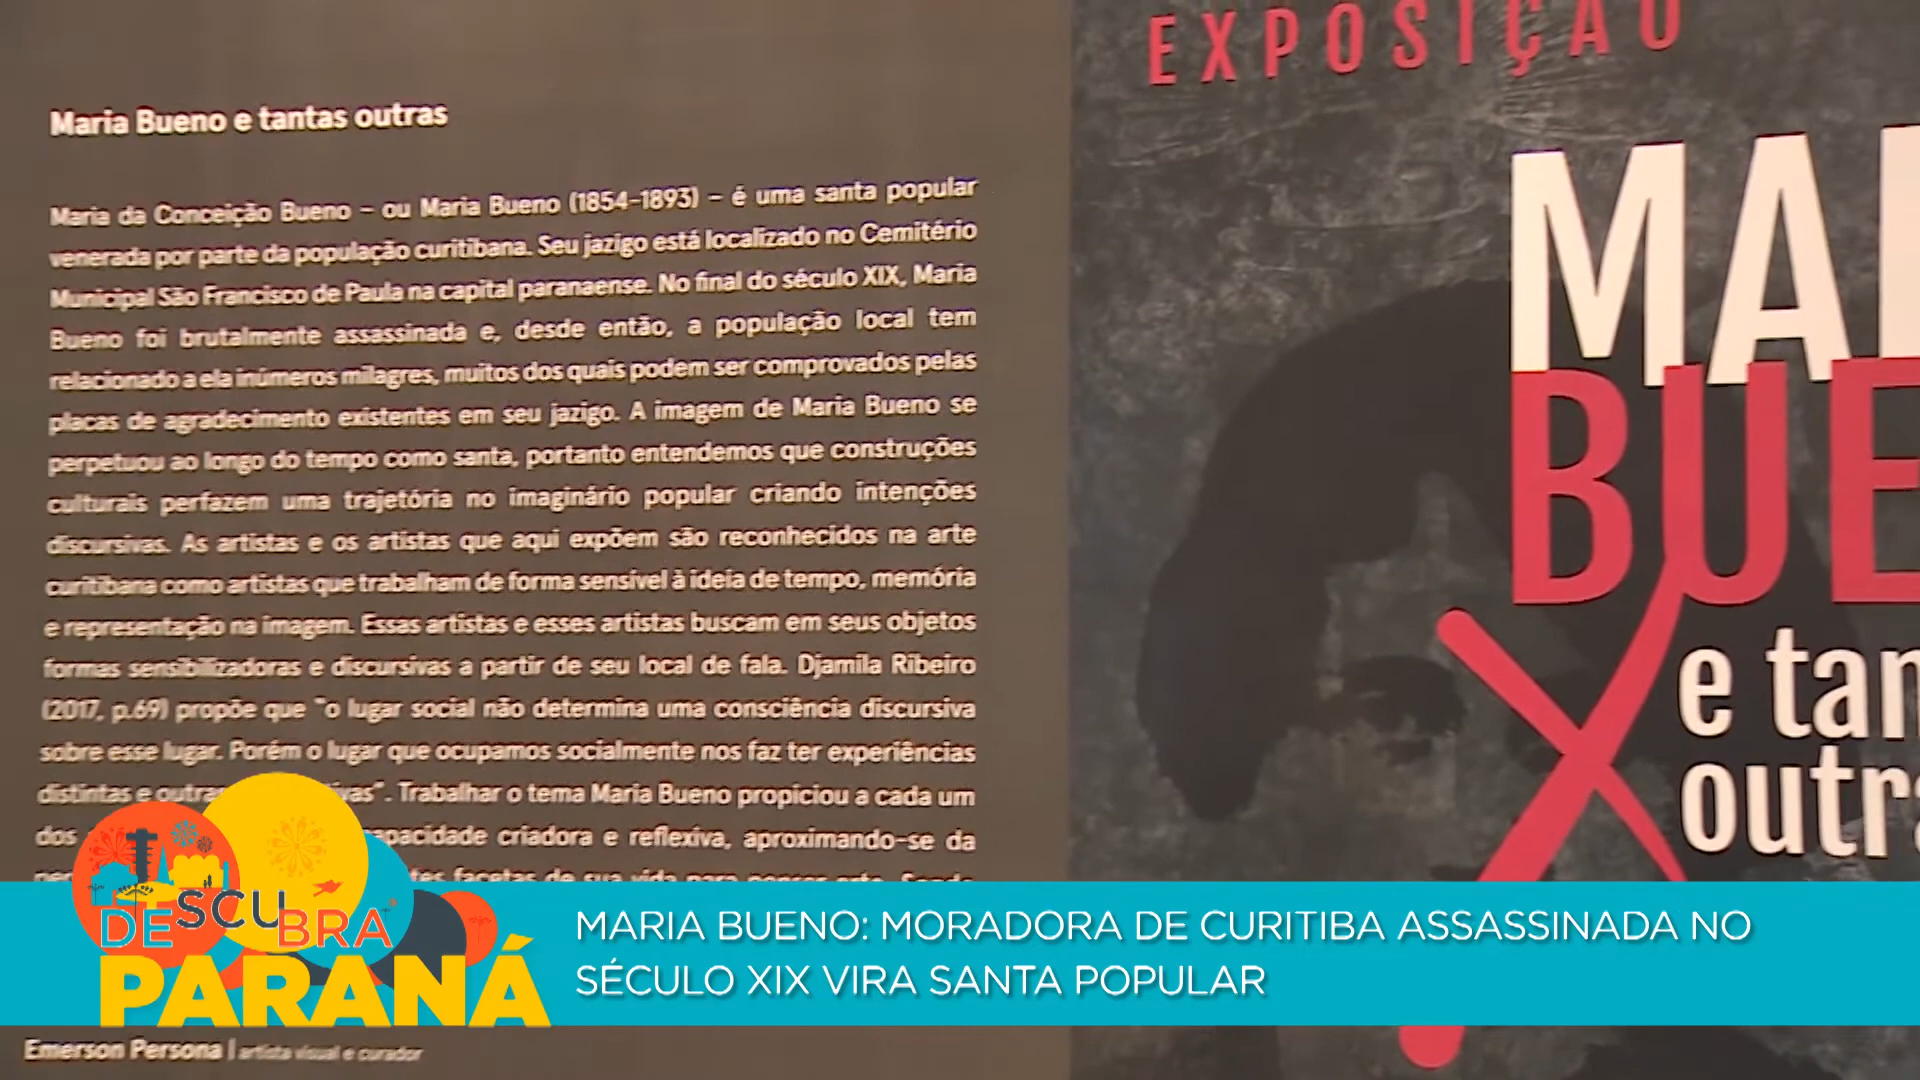 Maria Bueno e tantas outras
Maria da Conceição Bueno – ou Maria Bueno (1854-1893) – é uma santa popular
venerada por parte da população curitibana. Seu jazigo está localizado no Cemitério
Municipal São Francisco de Paula na capital paranaense. No final do século XIX, Maria
Bueno foi brutalmente assassinada e, desde então, a população local tem
relacionado a ela inúmeros milagres, muitos dos quais podem ser comprovados pelas
placas de agradecimento existentes em seu jazigo. A imagem de Maria Bueno se
perpetuou ao longo do tempo como santa, portanto entendemos que construções
culturais perfazem uma trajetória no imaginário popular criando intenções
discursivas. As artistas e os artistas que aqui expõem são reconhecidos na arte
curitibana como artistas que trabalham de forma sensível à ideia de tempo, memória
e representação na imagem. Essas artistas e esses artistas buscam em seus objetos
formas sensibilizadoras e discursivas a partir de seu local de fala. Djamila Ribeiro
(2017, p.69) propõe que "o lugar social não determina uma consciência discursiva
sobre esse lugar. Porém o lugar que ocupamos socialmente nos faz ter experiências
distintas e outra ivas". Trabalhar o tema Maria Bueno propiciou a cada um
dos apacidade criadora e reflexiva, aproximando-se da
facetas de sua vida para
Emerson Persona | artista visual e curador
EXPOSIÇÃO
MA
BUE
e tan
outra
DESCUBRA
PARANÁ
MARIA BUENO: MORADORA DE CURITIBA ASSASSINADA NO
SÉCULO XIX VIRA SANTA POPULAR